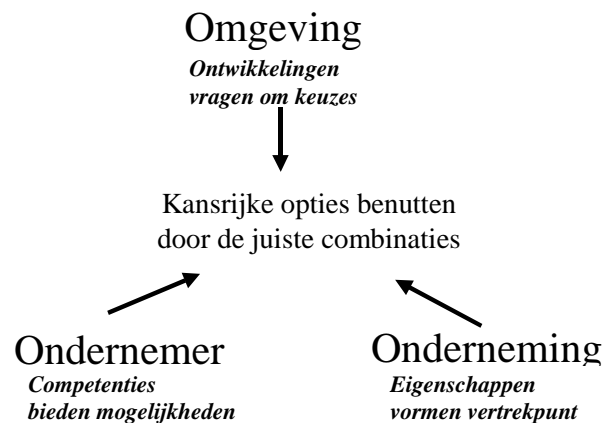 Omgeving
Ontwikkelingen
vragen om keuzes
Kansrijke opties benutten
door de juiste combinaties
Ondernemer
Competenties
bieden mogelijkheden
Onderneming
Eigenschappen
vormen vertrekpunt